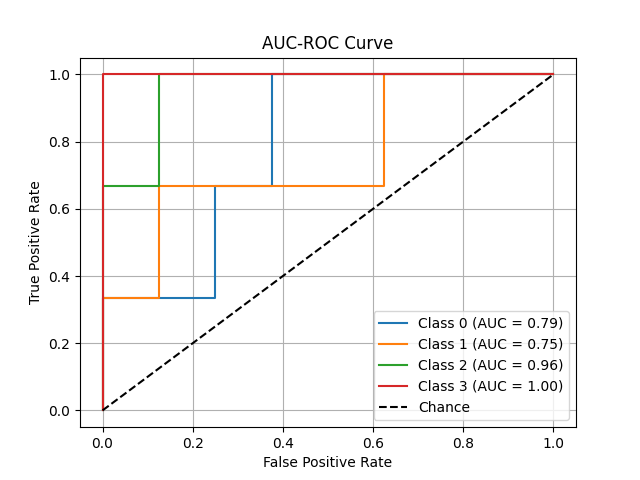 AUC-ROC Curve
True Positive Rate
1.0
0.8
0.6
0.4
0.2
0.0
0.0 0.2 0.4 0.6 0.8 1.0
False Positive Rate
Class 0 (AUC = 0.79)
Class 1 (AUC = 0.75)
Class 2 (AUC = 0.96)
Class 3 (AUC = 1.00)
Chance